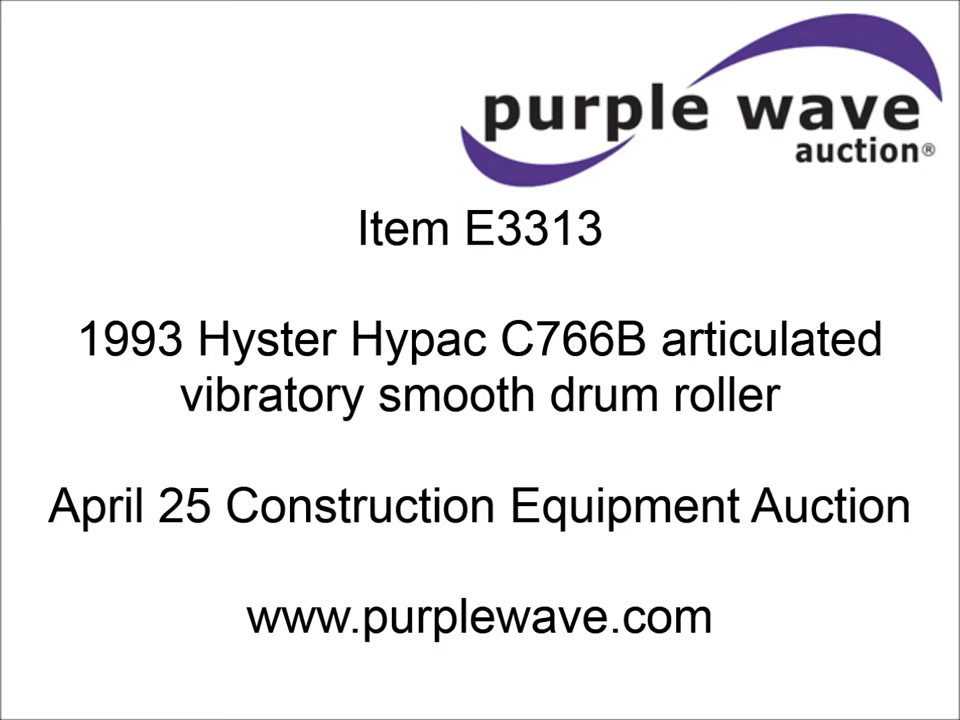 purple wave
auction®
Item E3313
1993 Hyster Hypac C766B articulated
vibratory smooth drum roller
April 25 Construction Equipment Auction
www.purplewave.com